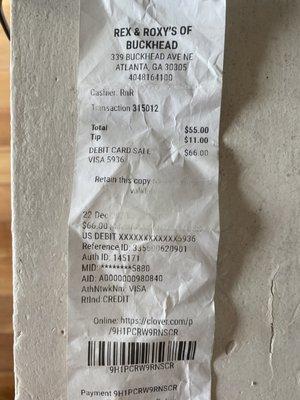 REX & ROXY'S OF
BUCKHEAD
339 BUCKHEAD AVE NE
ATLANTA, GA 30305
4048164100
Cashier: RnR
Transaction 315012
Total $55.00
Tip $11.00
DEBIT CARD SALE $66.00
VISA 5936
Retain this copy
22 Dec
$66.00
US DEBIT XXXXXXXXXXXX5936
Reference ID: 335600620901
Auth ID: 145171
MID: ********5880
AID: A0000000980840
AthNtwkNm: VISA
RtInd:CREDIT
Online: https://clover.com/p
/9H1PCRW9RNSCR
Payment 9H1PCRW9RNSCR